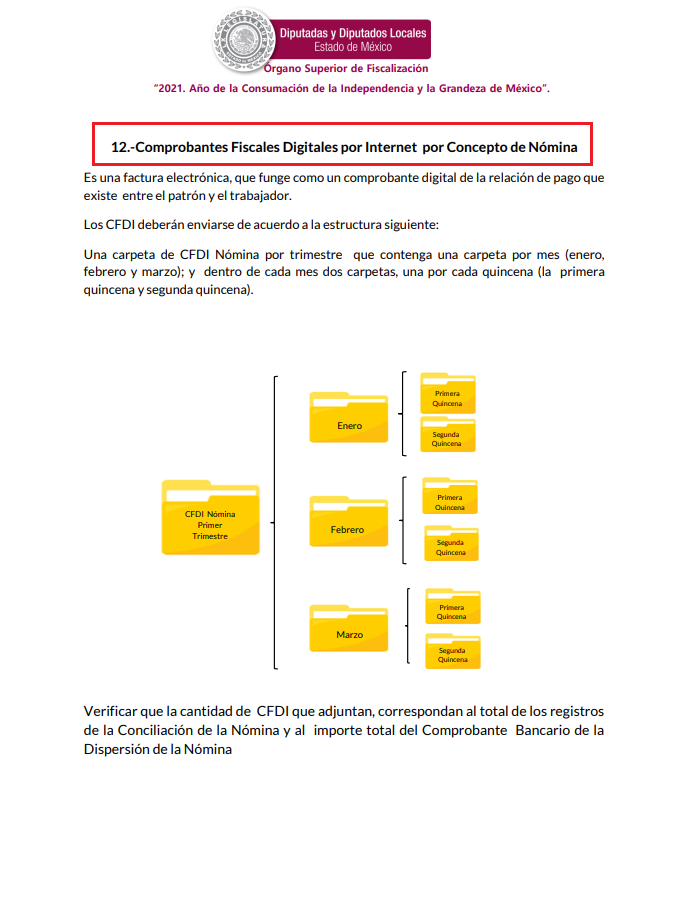 Diputadas y Diputados Locales
Estado de México
Órgano Superior de Fiscalización
"2021. Año de la Consumación de la Independencia y la Grandeza de México".
12.-Comprobantes Fiscales Digitales por Internet por Concepto de Nómina
Es una factura electrónica, que funge como un comprobante digital de la relación de pago que
existe entre el patrón y el trabajador.
Los CFDI deberán enviarse de acuerdo a la estructura siguiente:
Una carpeta de CFDI Nómina por trimestre que contenga una carpeta por mes (enero,
febrero y marzo); y dentro de cada mes dos carpetas, una por cada quincena (la primera
quincena y segunda quincena).
CFDI Nómina
Primer
Trimestre
Enero
Primera
Quincena
Segunda
Quincena
Febrero
Primera
Quincena
Segunda
Quincena
Marzo
Primera
Quincena
Segunda
Quincena
Verificar que la cantidad de CFDI que adjuntan, correspondan al total de los registros
de la Conciliación de la Nómina y al importe total del Comprobante Bancario de la
Dispersión de la Nómina